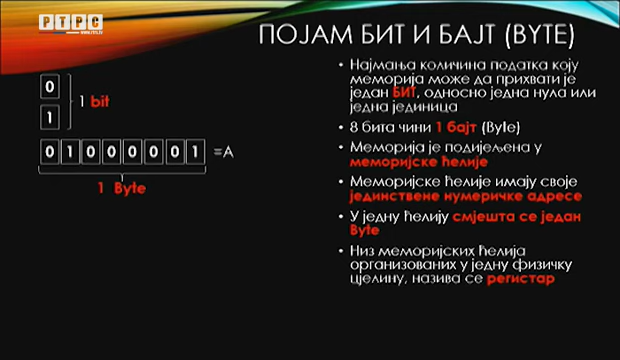 РТРС
www.rtrs.tv
ПОЈАМ БИТ И БАЈТ (BYTE)
0
1
1 bit
0 1 0 0 0 0 0 1 =A
1 Byte
• Најмања количина податка коју
меморија може да прихвати је
један БИТ, односно једна нула или
једна јединица
• 8 бита чини 1 бајт (Byte)
• Меморија је подијељена у
меморијске ћелије
• Меморијске ћелије имају своје
јединствене нумеричке адресе
• У једну ћелију смјешта се један
Byte
• Низ меморијских ћелија
организованих у једну физичку
цјелину, назива се регистар